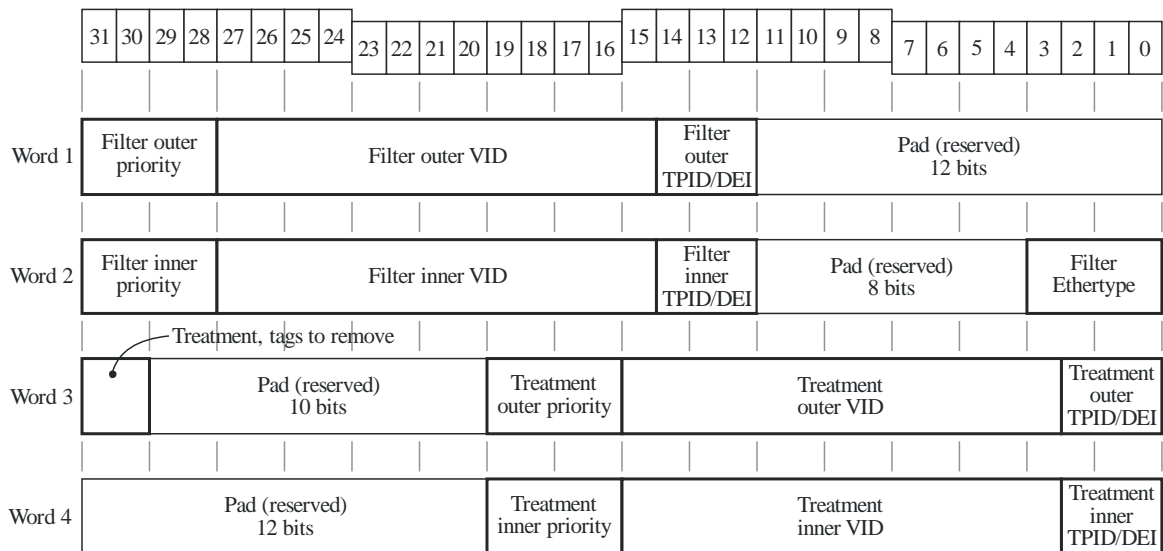 31 30 29 28 27 26 25 24 23 22 21 20 19 18 17 16 15 14 13 12 11 10 9 8 7 6 5 4 3 2 1 0
Word 1
Filter outer
priority
Filter outer VID
Filter
outer
TPID/DEI
Pad (reserved)
12 bits
Word 2
Filter inner
priority
Filter inner VID
Filter
inner
TPID/DEI
Pad (reserved)
8 bits
Filter
Ethertype
Treatment, tags to remove
Word 3
Pad (reserved)
10 bits
Treatment
outer priority
Treatment
outer VID
Treatment
outer
TPID/DEI
Word 4
Pad (reserved)
12 bits
Treatment
inner priority
Treatment
inner VID
Treatment
inner
TPID/DEI